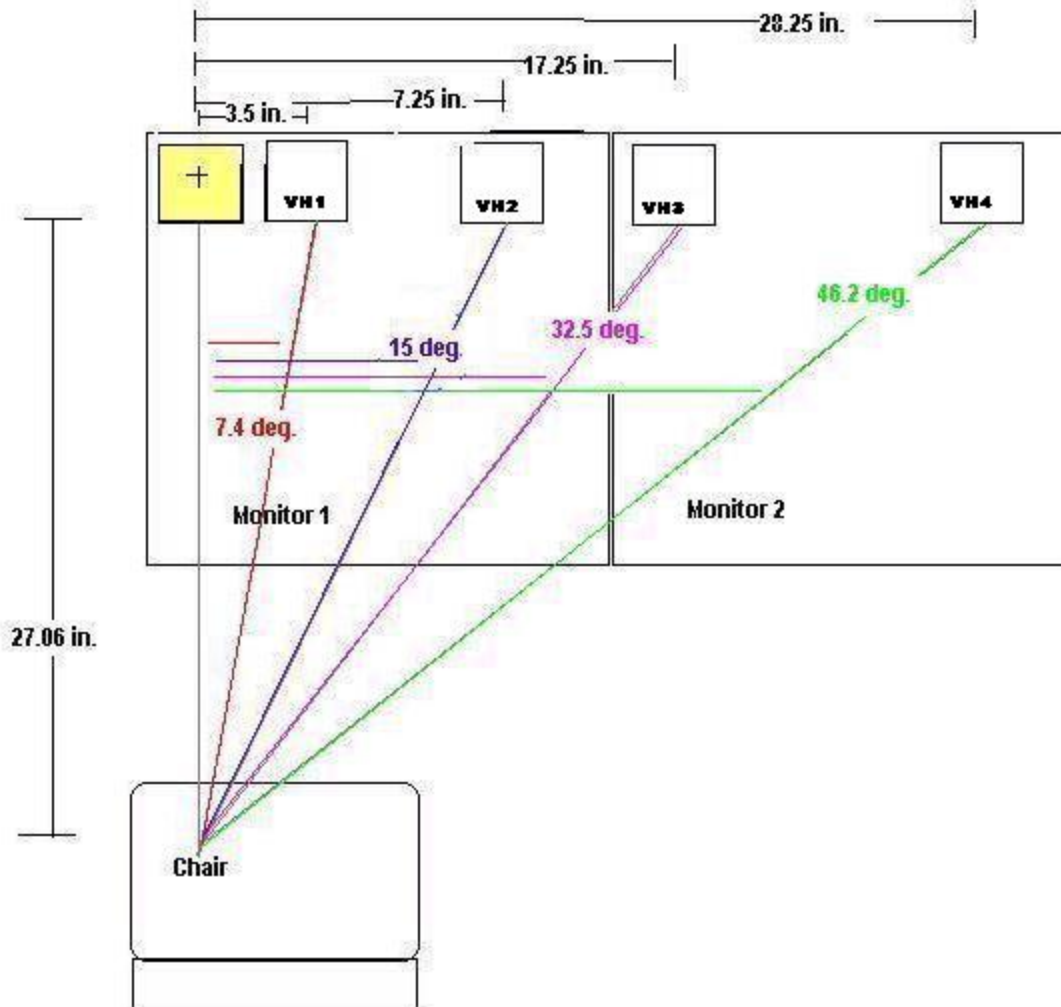 28.25 in.
17.25 in.
7.25 in.
3.5 in.
+
VH1
VH2
VH3
VH4
46.2 deg.
32.5 deg.
15 deg.
7.4 deg.
Monitor 1
Monitor 2
27.06 in.
Chair